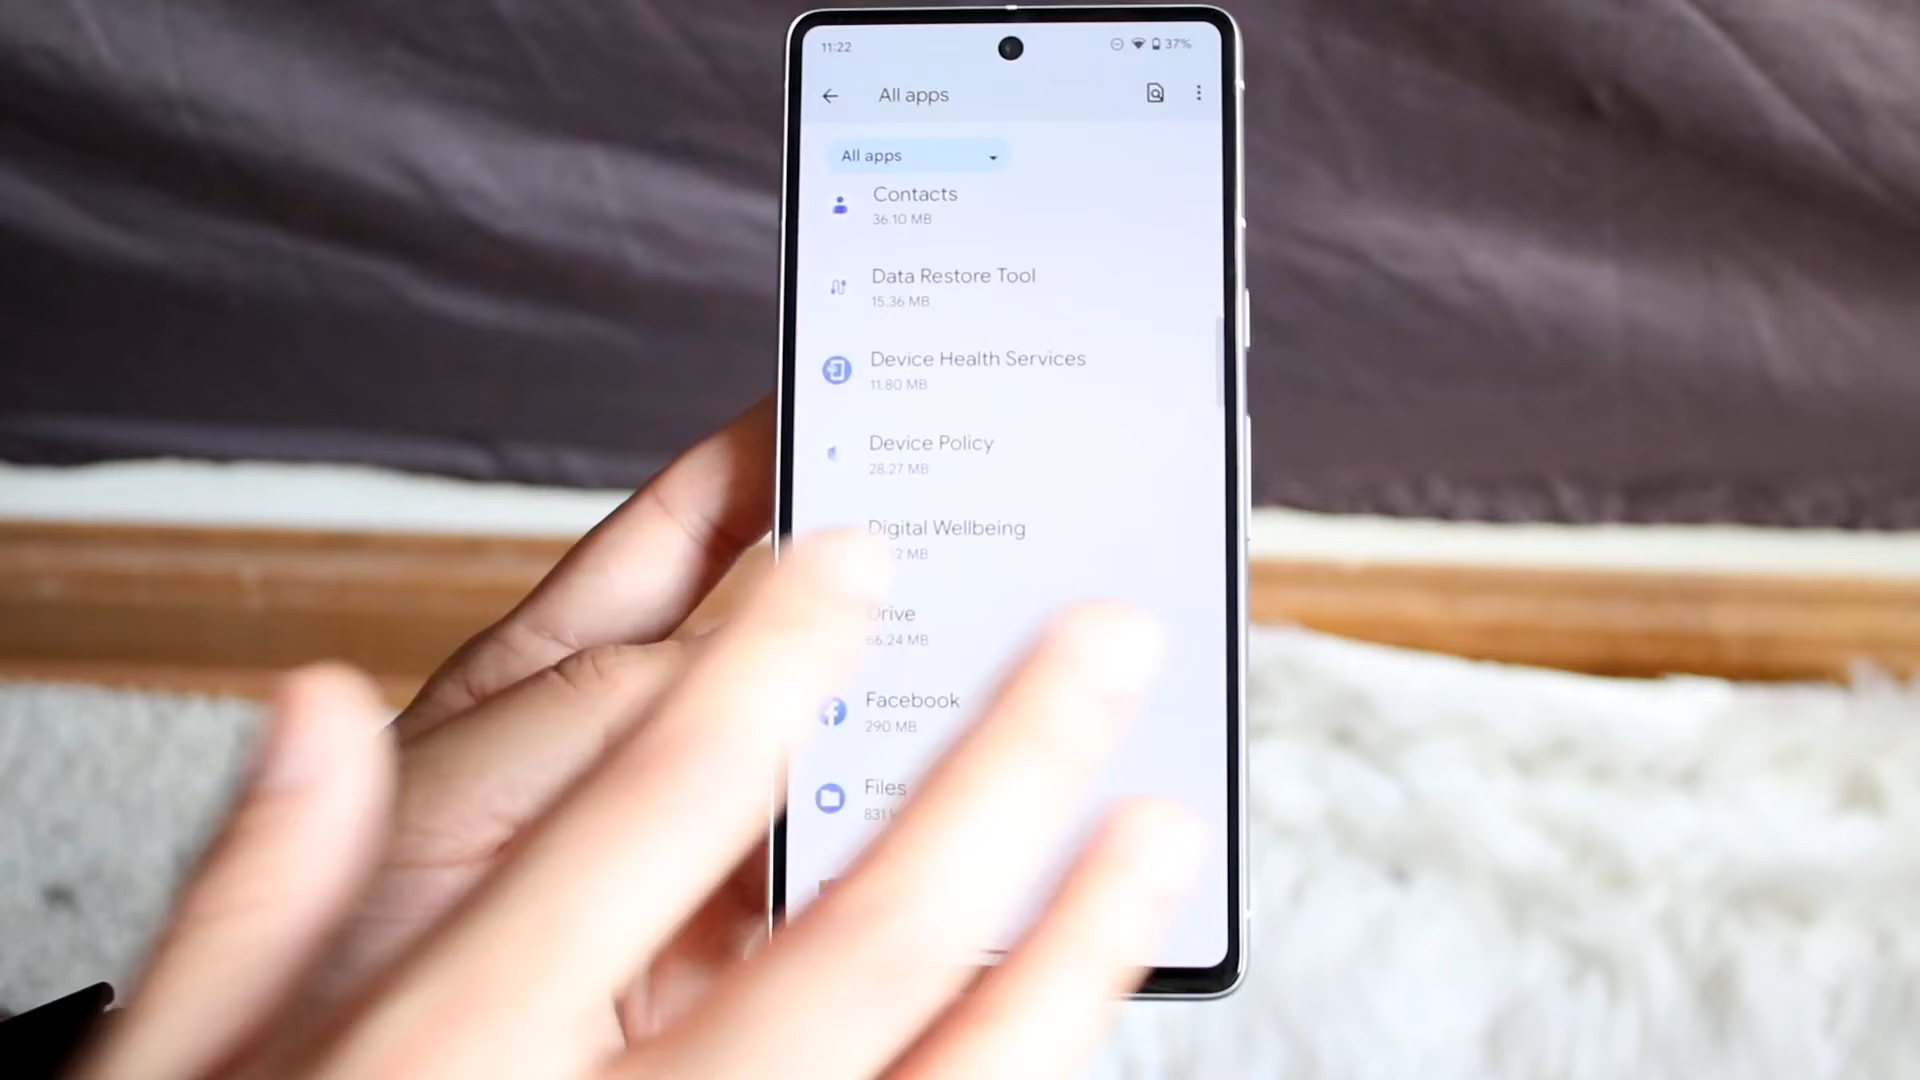 11:22
37%
All apps
All apps
Contacts
36.10 MB
Data Restore Tool
15.36 MB
Device Health Services
11.80 MB
Device Policy
28.27 MB
Digital Wellbeing
MB
Drive
66.24 MB
Facebook
290 MB
Files
831